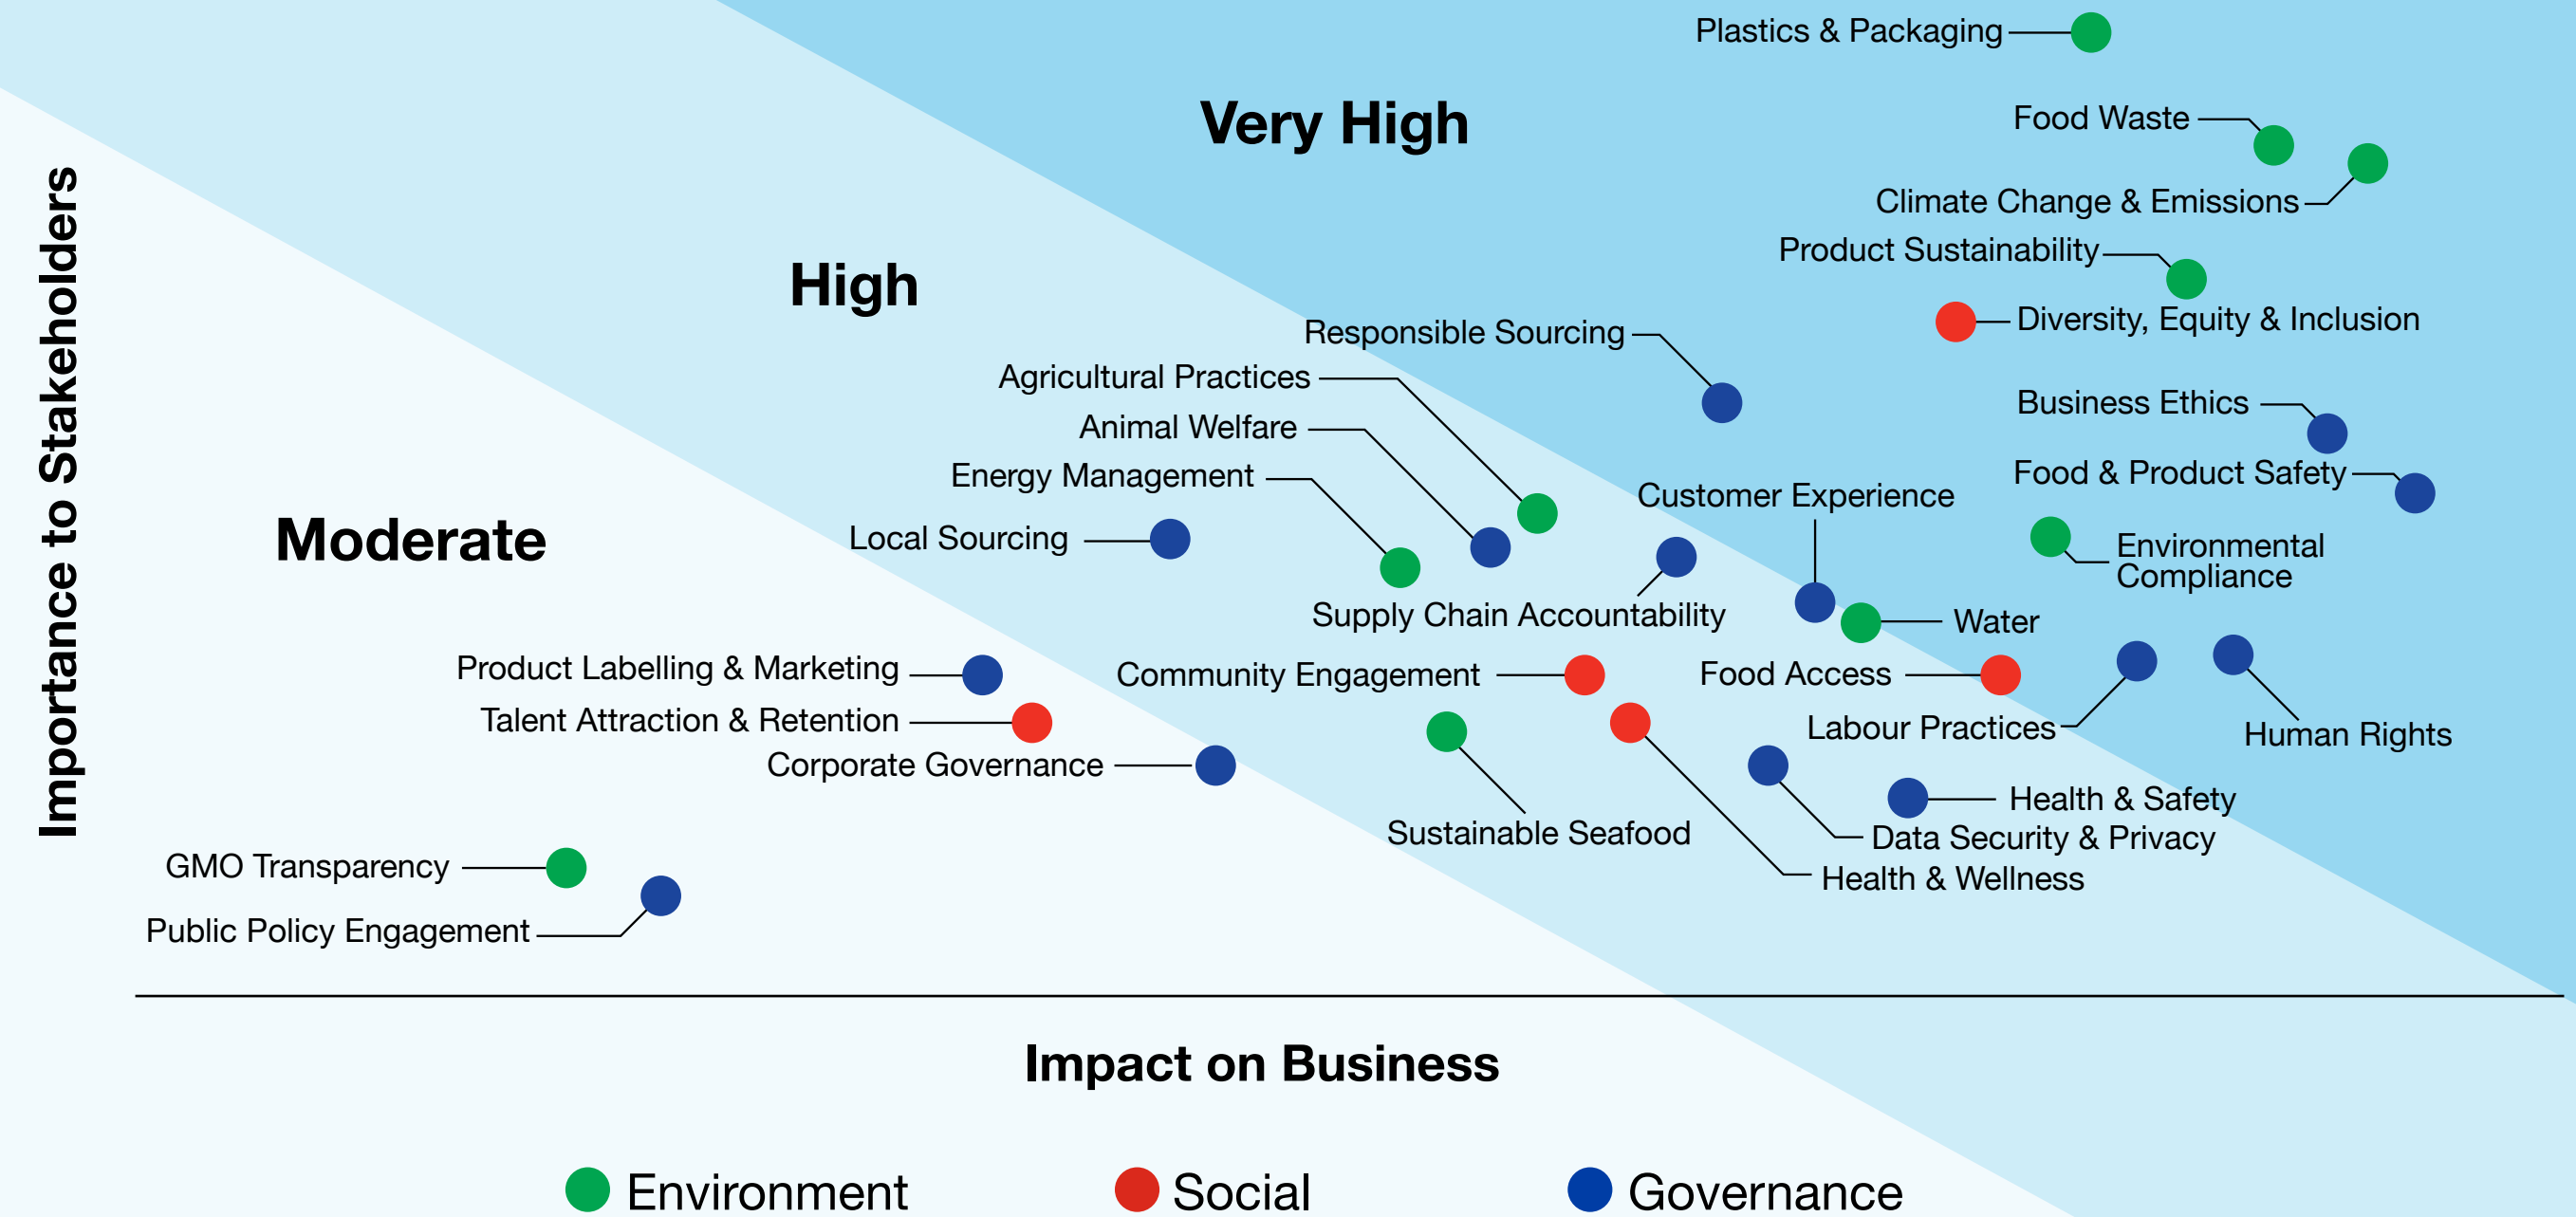 Plastics & Packaging
Very High
Food Waste
Climate Change & Emissions
Product Sustainability
High
Diversity, Equity & Inclusion
Responsible Sourcing
Agricultural Practices
Business Ethics
Animal Welfare
Energy Management
Food & Product Safety
Customer Experience
Moderate
Local Sourcing
Environmental
Compliance
Supply Chain Accountability
Water
Product Labelling & Marketing
Community Engagement
Food Access
Talent Attraction & Retention
Labour Practices
Human Rights
Corporate Governance
Health & Safety
Sustainable Seafood
Data Security & Privacy
GMO Transparency
Health & Wellness
Public Policy Engagement
Importance to Stakeholders
Impact on Business
Environment
Social
Governance